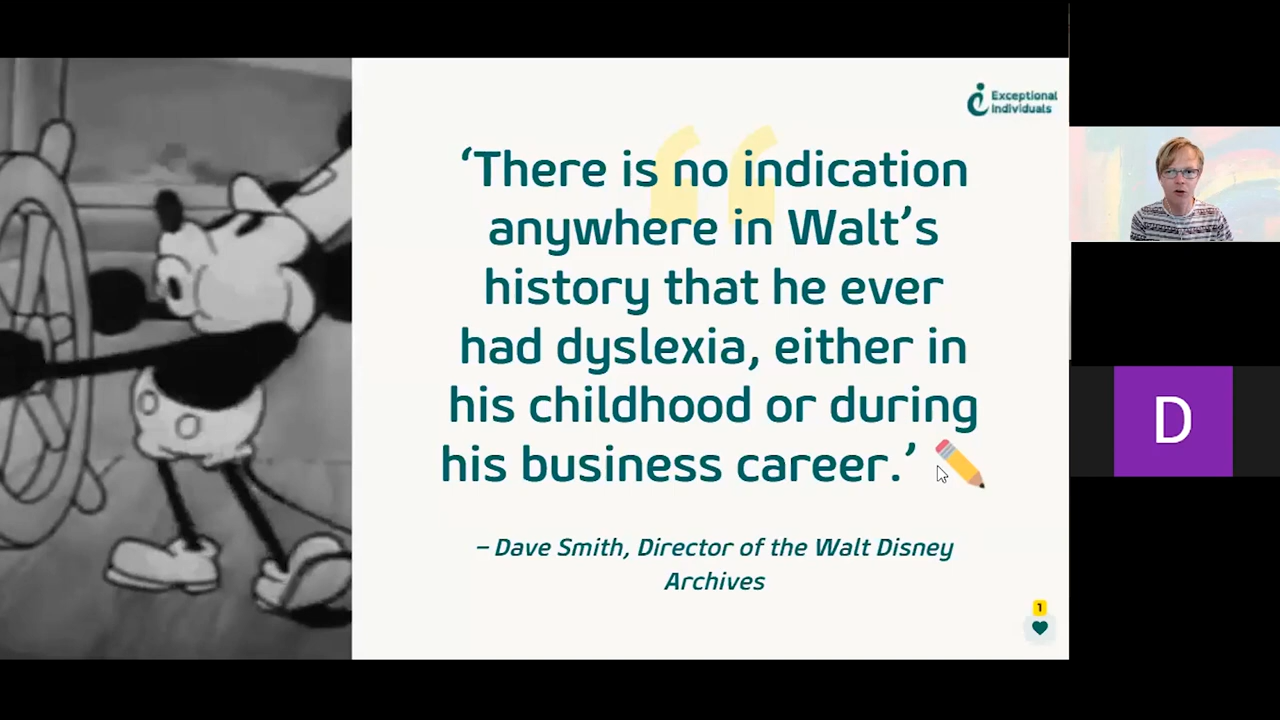 Exceptional
Individuals
‘There is no indication
anywhere in Walt’s
history that he ever
had dyslexia, either in
his childhood or during
his business career.’
– Dave Smith, Director of the Walt Disney
Archives
1
D